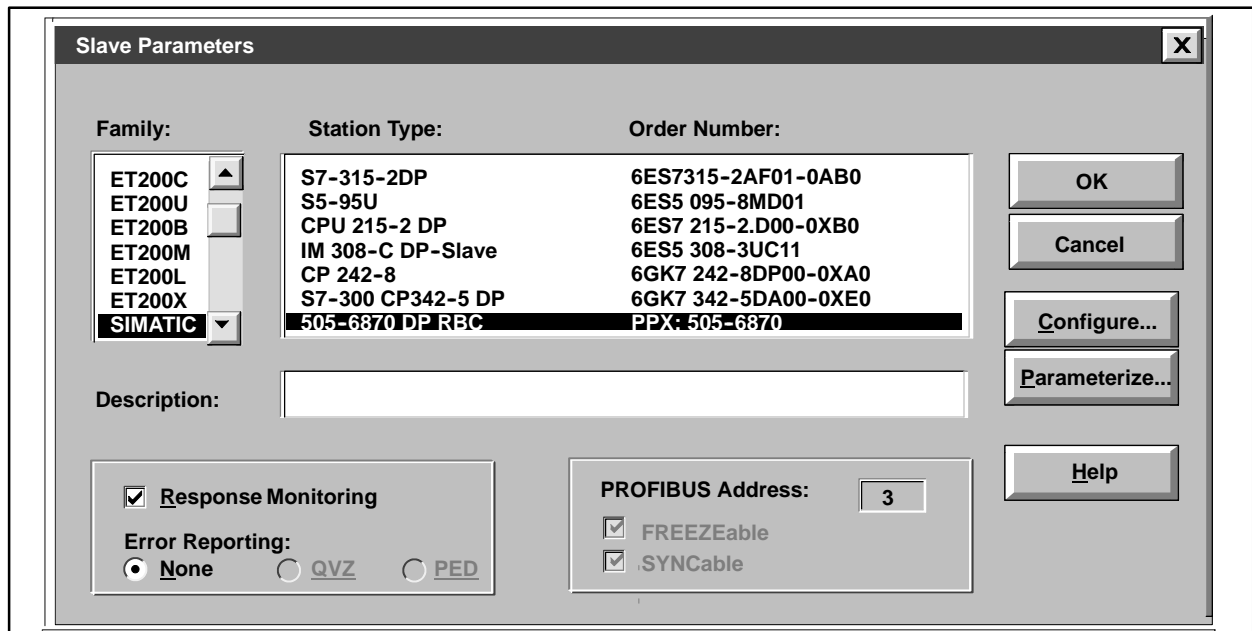 Slave Parameters
X
Family: Station Type: Order Number:
ET200C S7-315-2DP 6ES7315-2AF01-0AB0
ET200U S5-95U 6ES5 095-8MD01
ET200B CPU 215-2 DP 6ES7 215-2.D00-0XB0
ET200M IM 308-C DP-Slave 6ES5 308-3UC11
ET200L CP 242-8 6GK7 242-8DP00-0XA0
ET200X S7-300 CP342-5 DP 6GK7 342-5DA00-0XE0
SIMATIC 505-6870 DP RBC PPX: 505-6870
OK
Cancel
Configure...
Parameterize...
Description:
Help
Response Monitoring
Error Reporting:
None QVZ PED
PROFIBUS Address: 3
FREEZEable
SYNCable